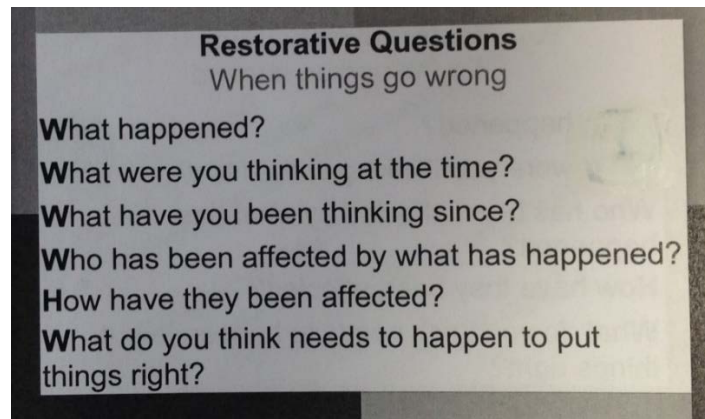 Restorative Questions
When things go wrong
What happened?
What were you thinking at the time?
What have you been thinking since?
Who has been affected by what has happened?
How have they been affected?
What do you think needs to happen to put
things right?